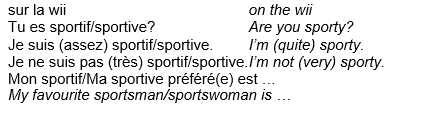 sur la wii on the wii
Tu es sportif/sportive? Are you sporty?
Je suis (assez) sportif/sportive. I'm (quite) sporty.
Je ne suis pas (très) sportif/sportive. I'm not (very) sporty.
Mon sportif/Ma sportive préféré(e) est …
My favourite sportsman/sportswoman is …